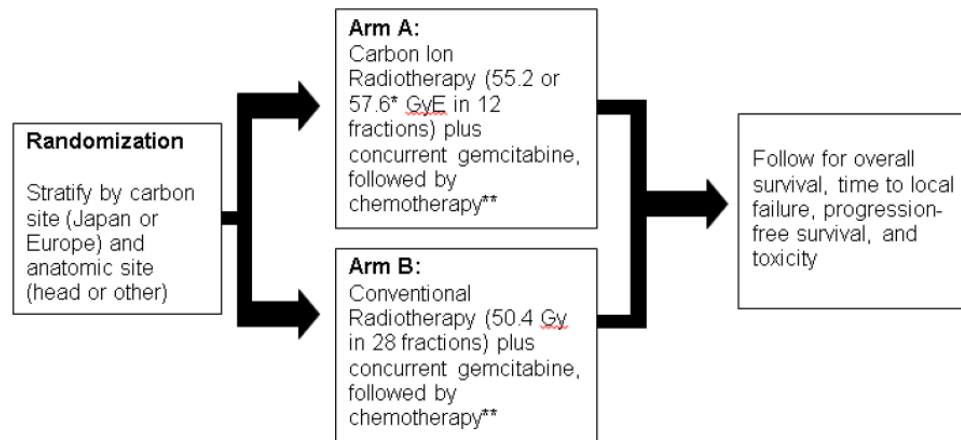 Randomization
Stratify by carbon
site (Japan or
Europe) and
anatomic site
(head or other)
Arm A:
Carbon Ion
Radiotherapy (55.2 or
57.6* GyE in 12
fractions) plus
concurrent gemcitabine,
followed by
chemotherapy**
Arm B:
Conventional
Radiotherapy (50.4 Gy
in 28 fractions) plus
concurrent gemcitabine,
followed by
chemotherapy**
Follow for overall
survival, time to local
failure, progression-
free survival, and
toxicity